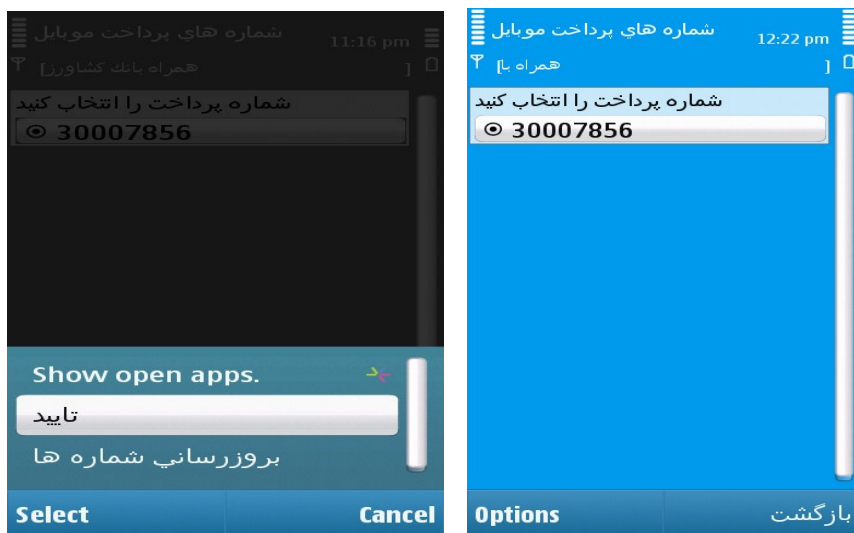 شماره هاي پرداخت موبايل
11:16 pm
[همراه بانك كشاورز]
شماره پرداخت را انتخاب كنيد
30007856
Show open apps.
تاييد
بروزرساني شماره ها
Select
Cancel
شماره هاي پرداخت موبايل
12:22 pm
[همراه با]
شماره پرداخت را انتخاب كنيد
30007856
Options
بازگشت